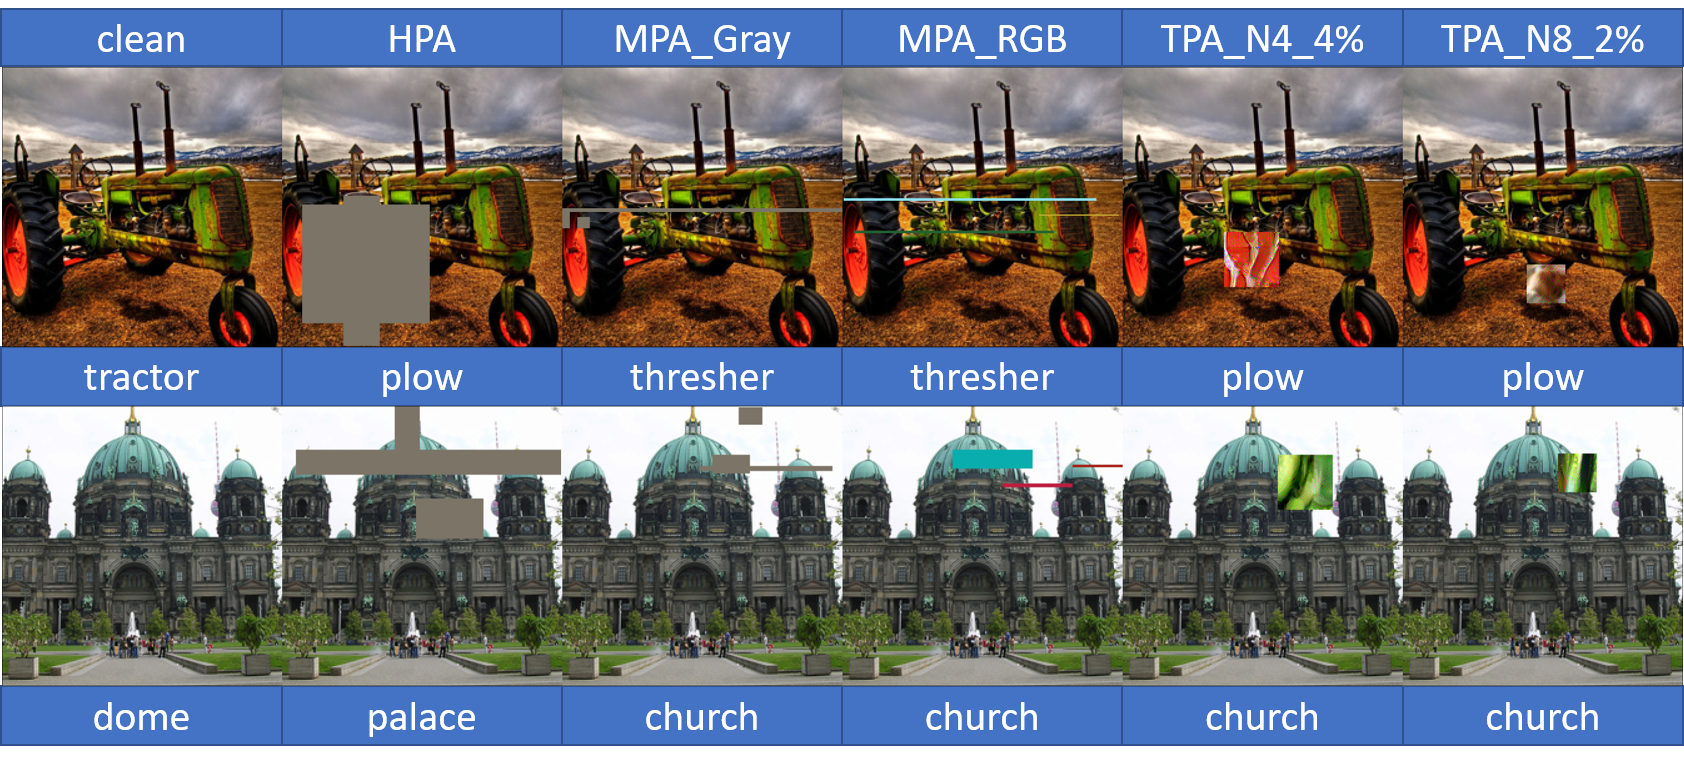 clean HPA MPA_Gray MPA_RGB TPA_N4_4% TPA_N8_2%
tractor plow thresher thresher plow plow
dome palace church church church church